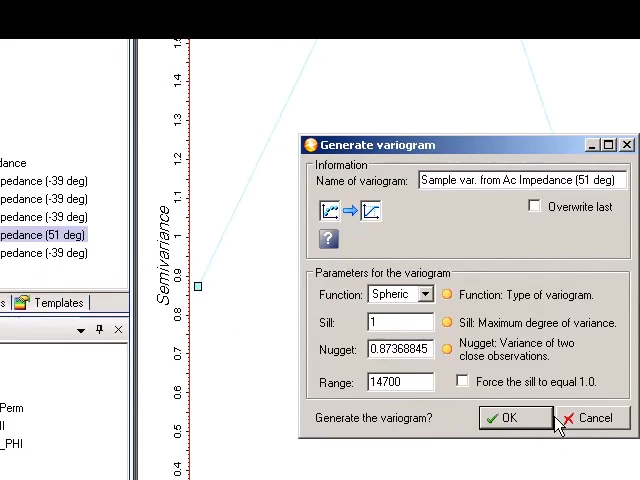 1.5
1.4
1.3
1.2
1.1
1
0.9
0.8
0.7
0.6
0.5
0.4
Semivariance
dance
pedance (-39 deg)
pedance (-39 deg)
pedance (-39 deg)
pedance (51 deg)
pedance (-39 deg)
s Templates
Perm
ll
_PHI
Generate variogram
Information
Name of variogram: Sample var. from Ac Impedance (51 deg)
Overwrite last
?
Parameters for the variogram
Function: Spheric Function: Type of variogram.
Sill: 1 Sill: Maximum degree of variance.
Nugget: 0.87368845 Nugget: Variance of two
close observations.
Range: 14700 Force the sill to equal 1.0.
Generate the variogram? OK Cancel